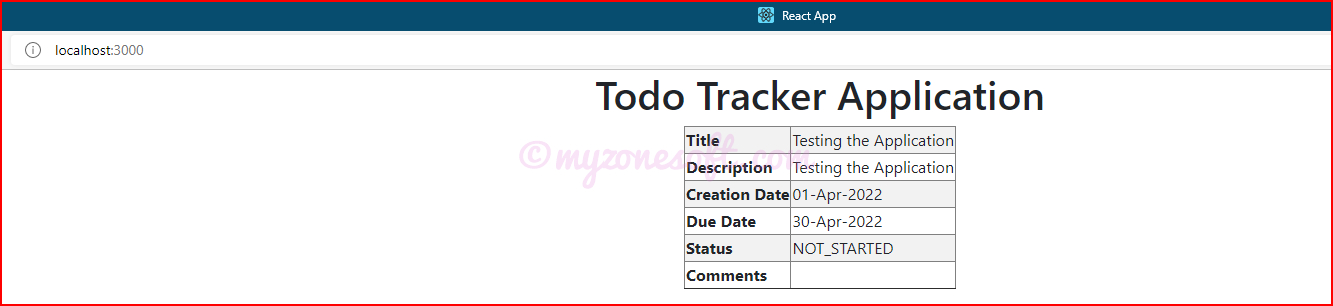 React App
localhost:3000
Todo Tracker Application
Title Testing the Application
©myzonesoft.com
Description Testing the Application
Creation Date 01-Apr-2022
Due Date 30-Apr-2022
Status NOT_STARTED
Comments